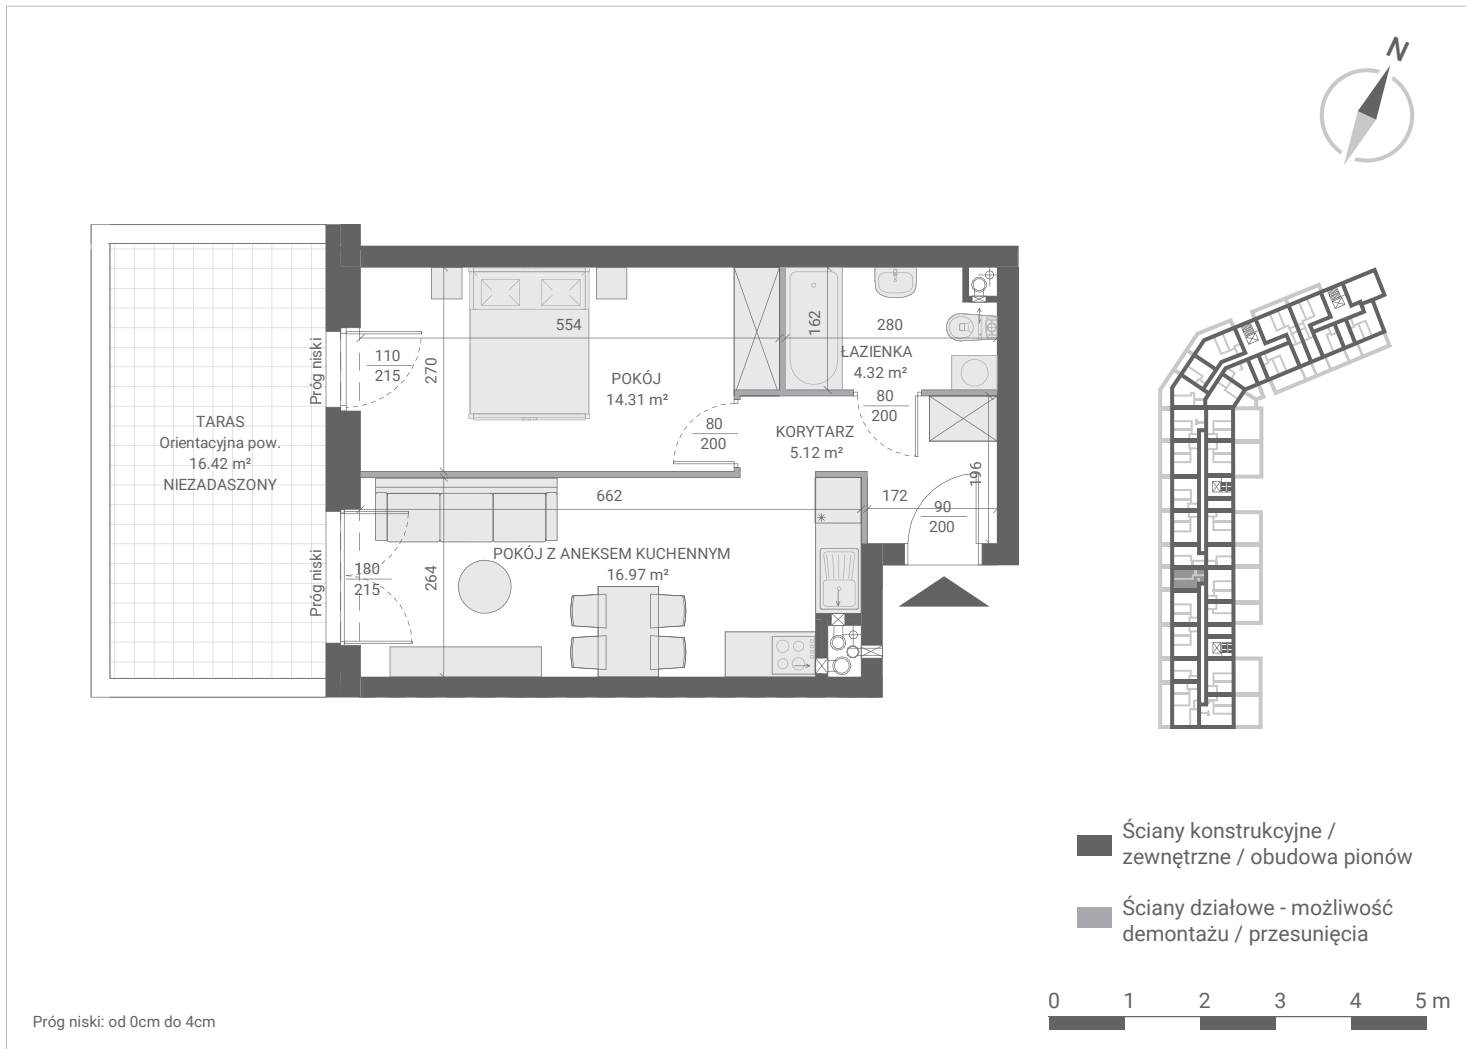 N
554
280
162
110
215
270
ŁAZIENKA
4.32 m²
POKÓJ
14.31 m²
80
200
80
200
KORYTARZ
5.12 m²
Próg niski
TARAS
Orientacyjna pow.
16.42 m²
NIEZADASZONY
196
662
172
90
200
POKÓJ Z ANEKSEM KUCHENNYM
16.97 m²
264
180
215
Próg niski
Ściany konstrukcyjne /
zewnętrzne / obudowa pionów
Ściany działowe - możliwość
demontażu / przesunięcia
0 1 2 3 4 5 m
Próg niski: od 0cm do 4cm